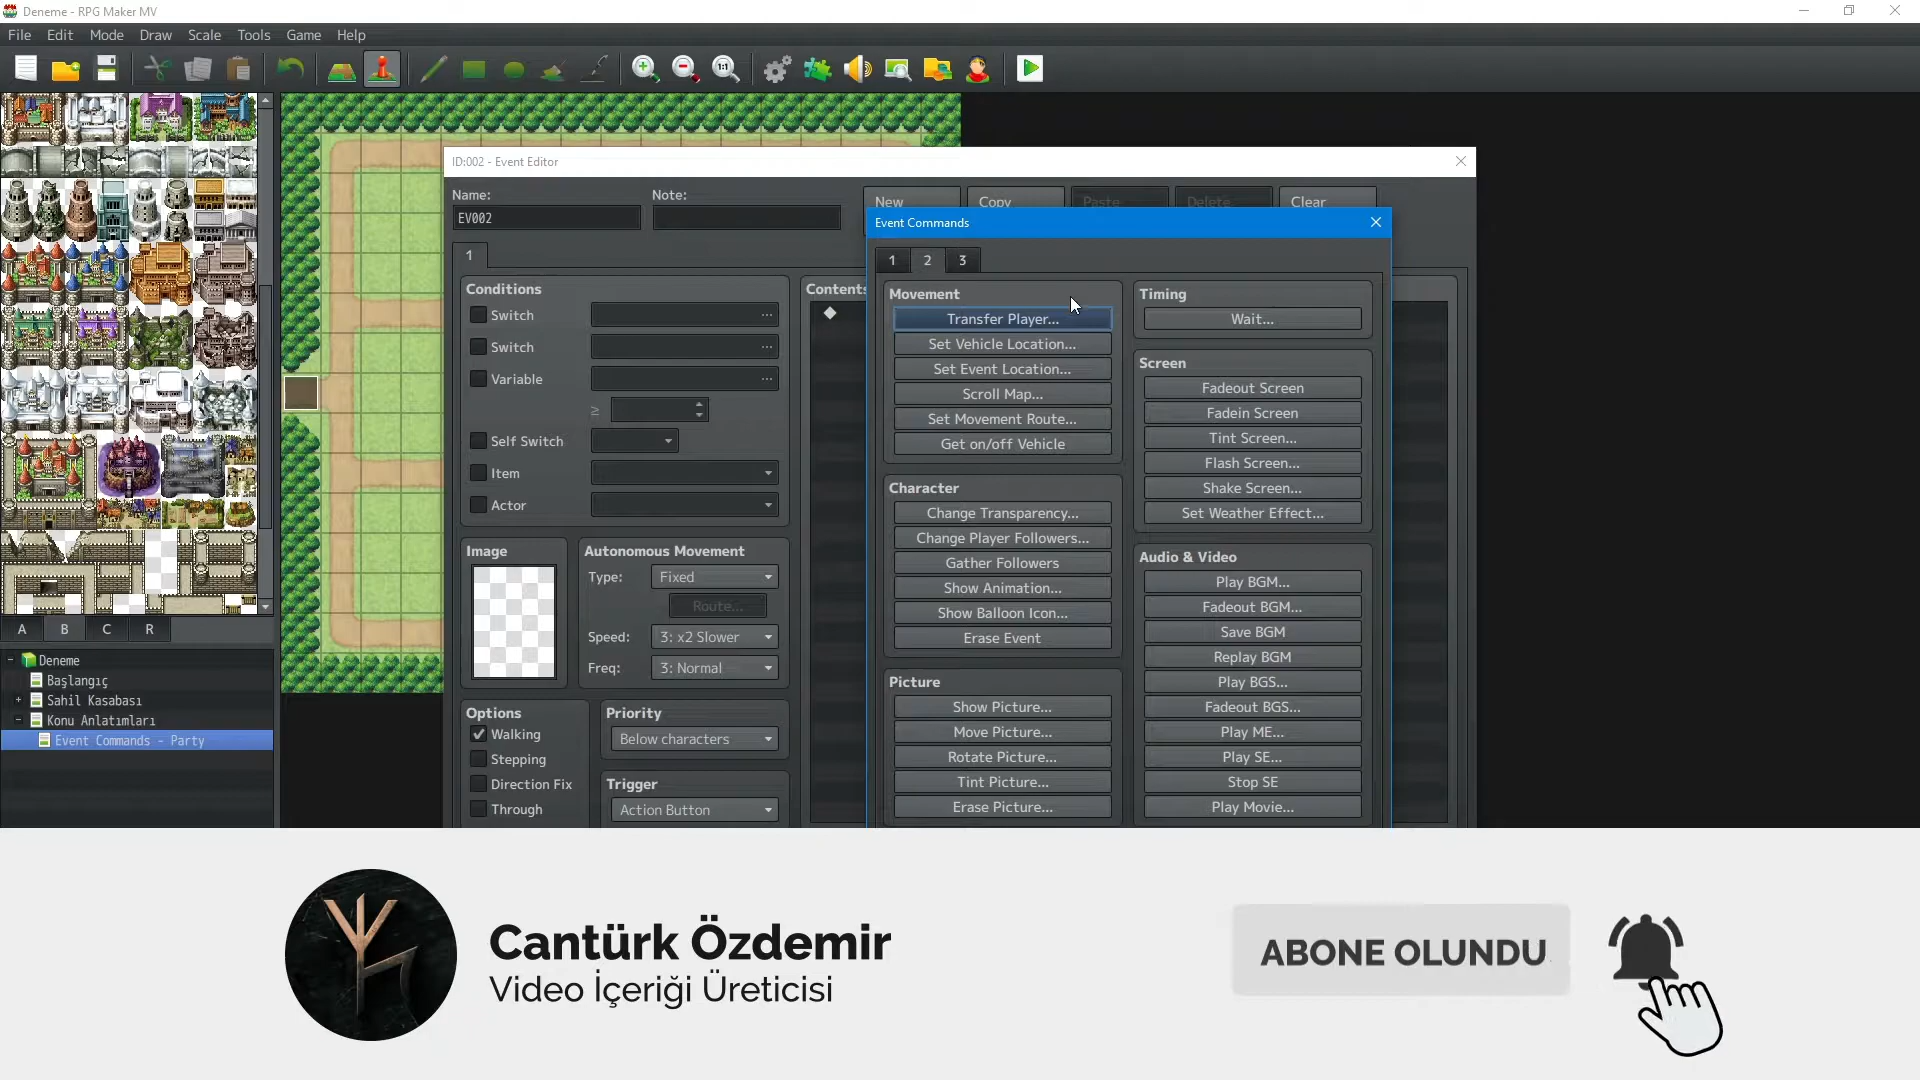 Deneme - RPG Maker MV
File Edit Mode Draw Scale Tools Game Help
1:1
ID:002 - Event Editor
Name:
Note:
EV002
New
Copy
Paste
Delete
Clear
1
Conditions
Switch
Switch
Variable
≥
Self Switch
Item
Actor
Image
Autonomous Movement
Type:
Fixed
Route...
Speed:
3: x2 Slower
Freq:
3: Normal
Options
Walking
Stepping
Direction Fix
Through
Priority
Below characters
Trigger
Action Button
Contents
Event Commands
1 2 3
Movement
Transfer Player...
Set Vehicle Location...
Set Event Location...
Scroll Map...
Set Movement Route...
Get on/off Vehicle
Character
Change Transparency...
Change Player Followers...
Gather Followers
Show Animation...
Show Balloon Icon...
Erase Event
Picture
Show Picture...
Move Picture...
Rotate Picture...
Tint Picture...
Erase Picture...
Timing
Wait...
Screen
Fadeout Screen
Fadein Screen
Tint Screen...
Flash Screen...
Shake Screen...
Set Weather Effect...
Audio & Video
Play BGM...
Fadeout BGM...
Save BGM
Replay BGM
Play BGS...
Fadeout BGS...
Play ME...
Play SE...
Stop SE
Play Movie...
A B C R
Deneme
Başlangıç
Sahil Kasabası
Konu Anlatımları
Event Commands - Party
Cantürk Özdemir
Video İçeriği Üreticisi
ABONE OLUNDU